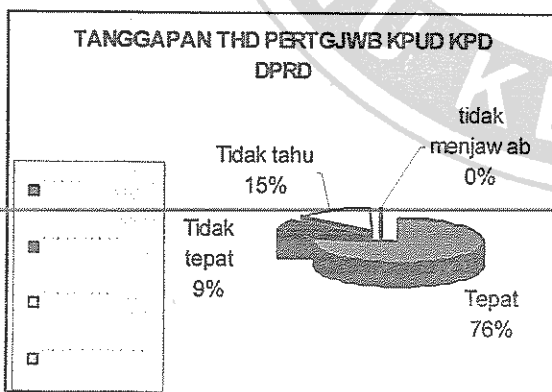 TANGGAPAN THD PERTGJWB KPUD KPD
DPRD
tidak
menjaw ab
0%
Tidak tahu
15%
Tidak
tepat
9%
Tepat
76%